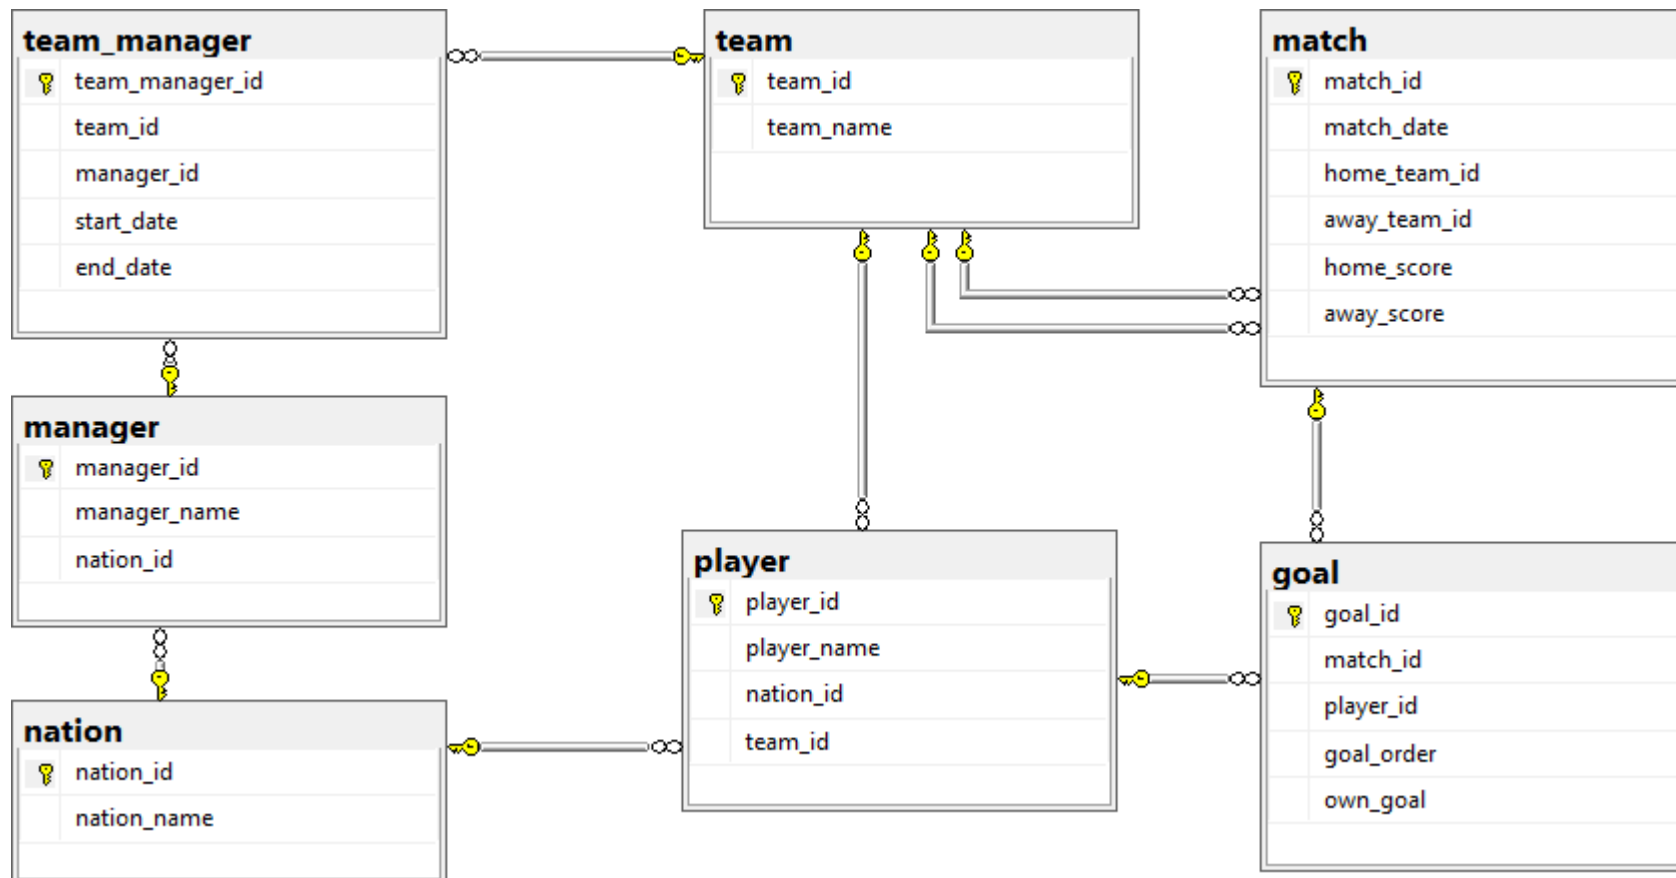 team_manager
team_manager_id
team_id
manager_id
start_date
end_date
team
team_id
team_name
match
match_id
match_date
home_team_id
away_team_id
home_score
away_score
manager
manager_id
manager_name
nation_id
player
player_id
player_name
nation_id
team_id
goal
goal_id
match_id
player_id
goal_order
own_goal
nation
nation_id
nation_name